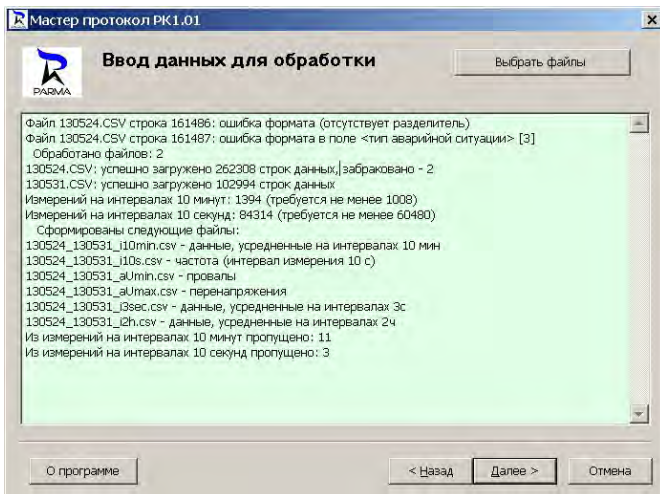 Мастер протокол РК1.01
PARMA
Ввод данных для обработки
Выбрать файлы
Файл 130524.CSV строка 161486: ошибка формата (отсутствует разделитель)
Файл 130524.CSV строка 161487: ошибка формата в поле <тип аварийной ситуации> [3]
Обработано файлов: 2
130524.CSV: успешно загружено 262308 строк данных, забраковано - 2
130531.CSV: успешно загружено 102994 строк данных
Измерений на интервалах 10 минут: 1394 (требуется не менее 1008)
Измерений на интервалах 10 секунд: 84314 (требуется не менее 60480)
Сформированы следующие файлы:
130524_130531_i10min.csv - данные, усредненные на интервалах 10 мин
130524_130531_i10s.csv - частота (интервал измерения 10 с)
130524_130531_aUmin.csv - провалы
130524_130531_aUmax.csv - перенапряжения
130524_130531_i3sec.csv - данные, усредненные на интервалах 3с
130524_130531_i2h.csv - данные, усредненные на интервалах 2ч
Из измерений на интервалах 10 минут пропущено: 11
Из измерений на интервалах 10 секунд пропущено: 3
О программе
< Назад
Далее >
Отмена